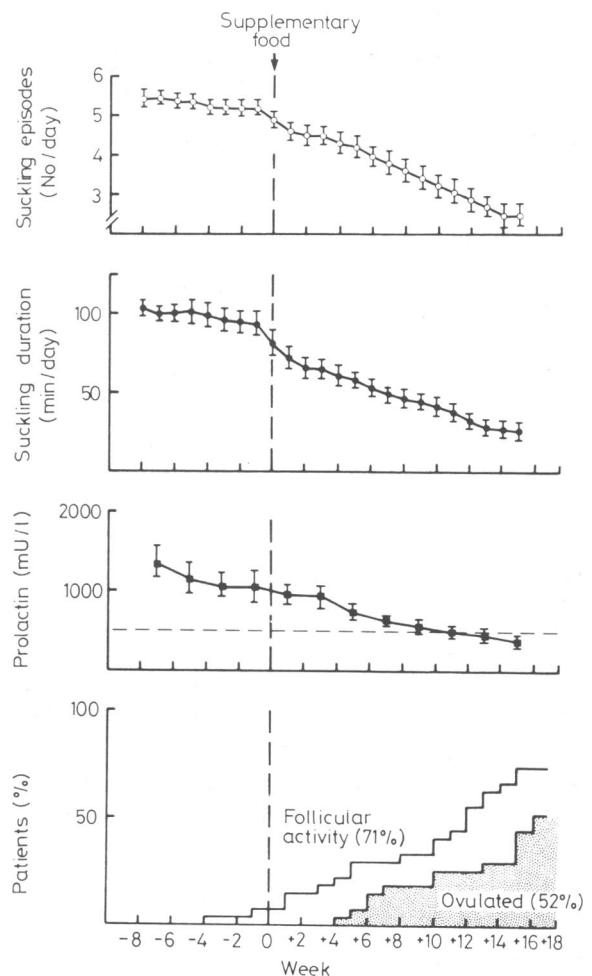 Supplementary
food
Suckling episodes
(No/day)
6
5
4
3
Suckling duration
(min/day)
100
50
Prolactin (mU/l)
2000
1000
Patients (%)
100
50
Follicular
activity (71%)
Ovulated (52%)
-8 -6 -4 -2 0 +2 +4 +6 +8 +10 +12 +14 +16 +18
Week